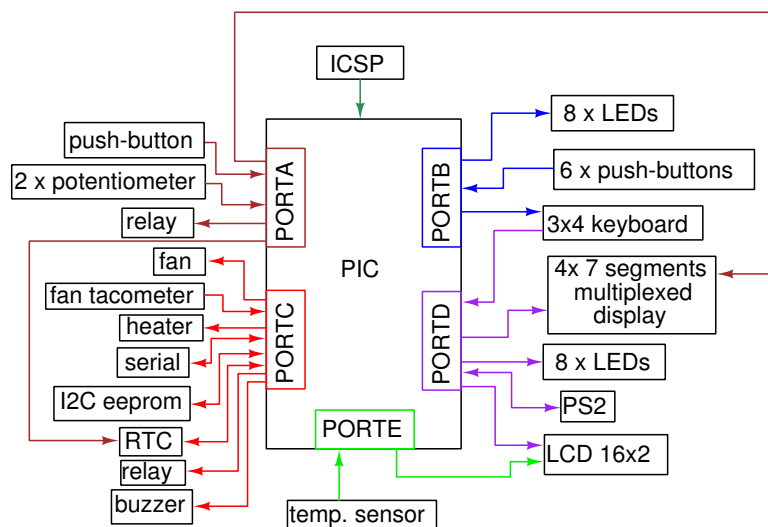 ICSP
push-button
2 x potentiometer
relay
fan
fan tacometer
heater
serial
I2C eeprom
RTC
relay
buzzer
PORTA
PORTC
PIC
PORTB
PORTD
PORTE
temp. sensor
8 x LEDs
6 x push-buttons
3x4 keyboard
4x 7 segments
multiplexed
display
8 x LEDs
PS2
LCD 16x2